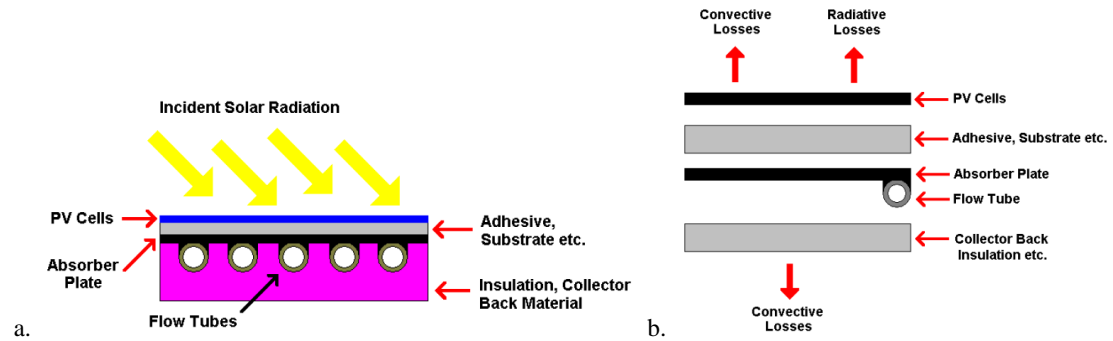 Incident Solar Radiation
PV Cells
Absorber
Plate
Flow Tubes
Adhesive,
Substrate etc.
Insulation, Collector
Back Material
a.
Convective
Losses
Radiative
Losses
PV Cells
Adhesive, Substrate etc.
Absorber Plate
Flow Tube
Collector Back
Insulation etc.
Convective
Losses
b.